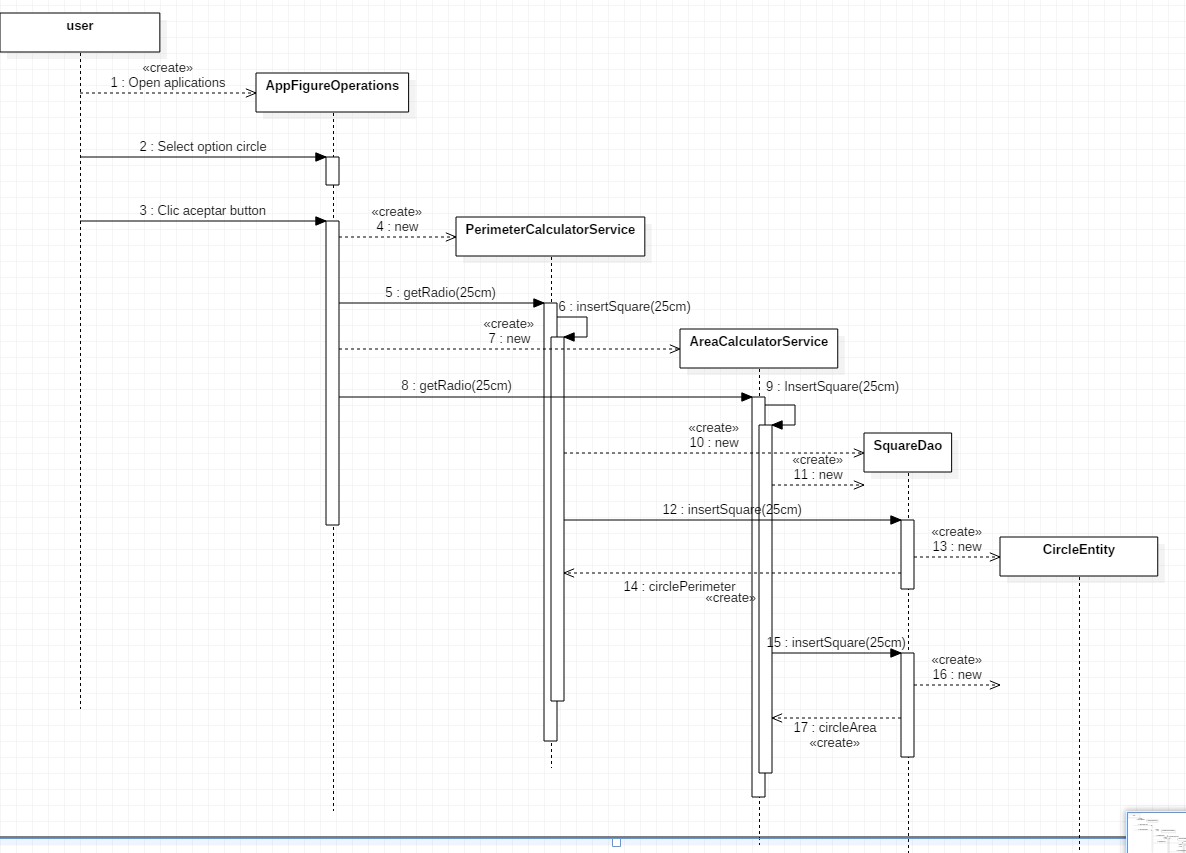 user
«create»
1 : Open aplications
AppFigureOperations
2 : Select option circle
3 : Clic aceptar button
«create»
4 : new
PerimeterCalculatorService
5 : getRadio(25cm)
6 : insertSquare(25cm)
«create»
7 : new
AreaCalculatorService
8 : getRadio(25cm)
9 : InsertSquare(25cm)
«create»
10 : new
SquareDao
«create»
11 : new
12 : insertSquare(25cm)
«create»
13 : new
CircleEntity
14 : circlePerimeter
«create»
15 : insertSquare(25cm)
«create»
16 : new
17 : circleArea
«create»